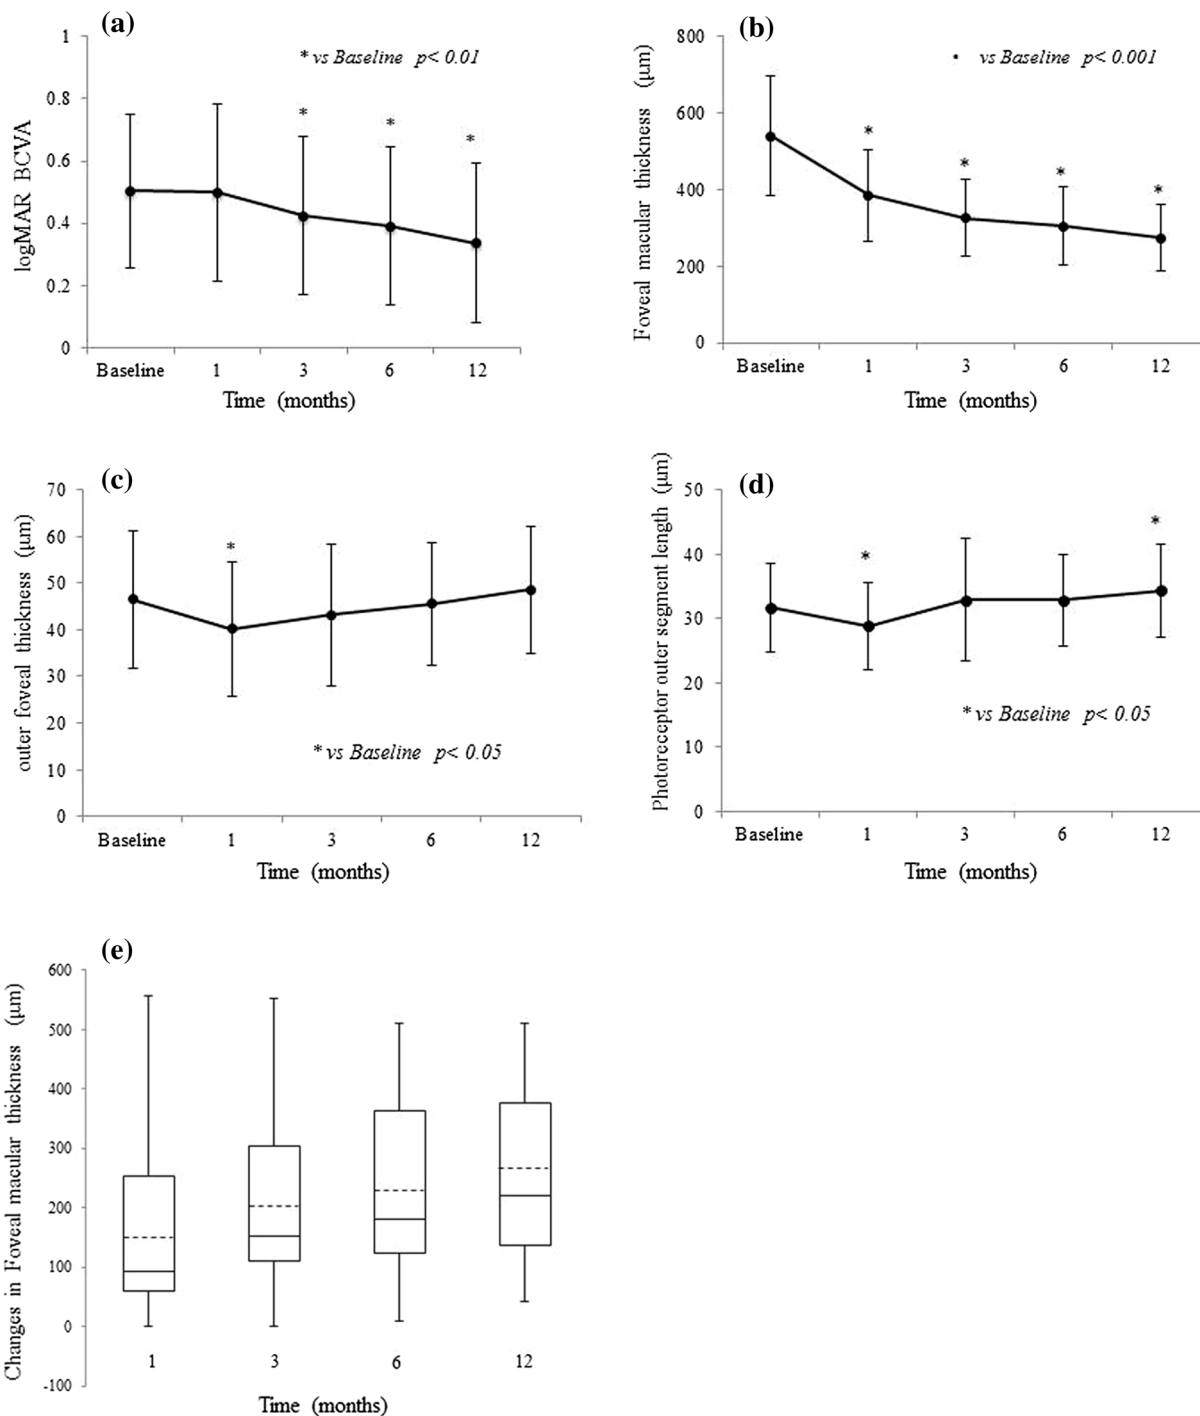 (a)
1
0.8
0.6
0.4
0.2
0
logMAR BCVA
* vs Baseline p< 0.01
*
*
*
Baseline 1 3 6 12
Time (months)
(b)
800
600
400
200
0
Foveal macular thickness (μm)
• vs Baseline p< 0.001
*
*
*
*
Baseline 1 3 6 12
Time (months)
(c)
70
60
50
40
30
20
10
0
outer foveal thickness (μm)
*
* vs Baseline p< 0.05
Baseline 1 3 6 12
Time (months)
(d)
50
40
30
20
10
0
Photoreceptor outer segment length (μm)
*
*
* vs Baseline p< 0.05
Baseline 1 3 6 12
Time (months)
(e)
600
500
400
300
200
100
0
-100
Changes in Foveal macular thickness (μm)
1 3 6 12
Time (months)